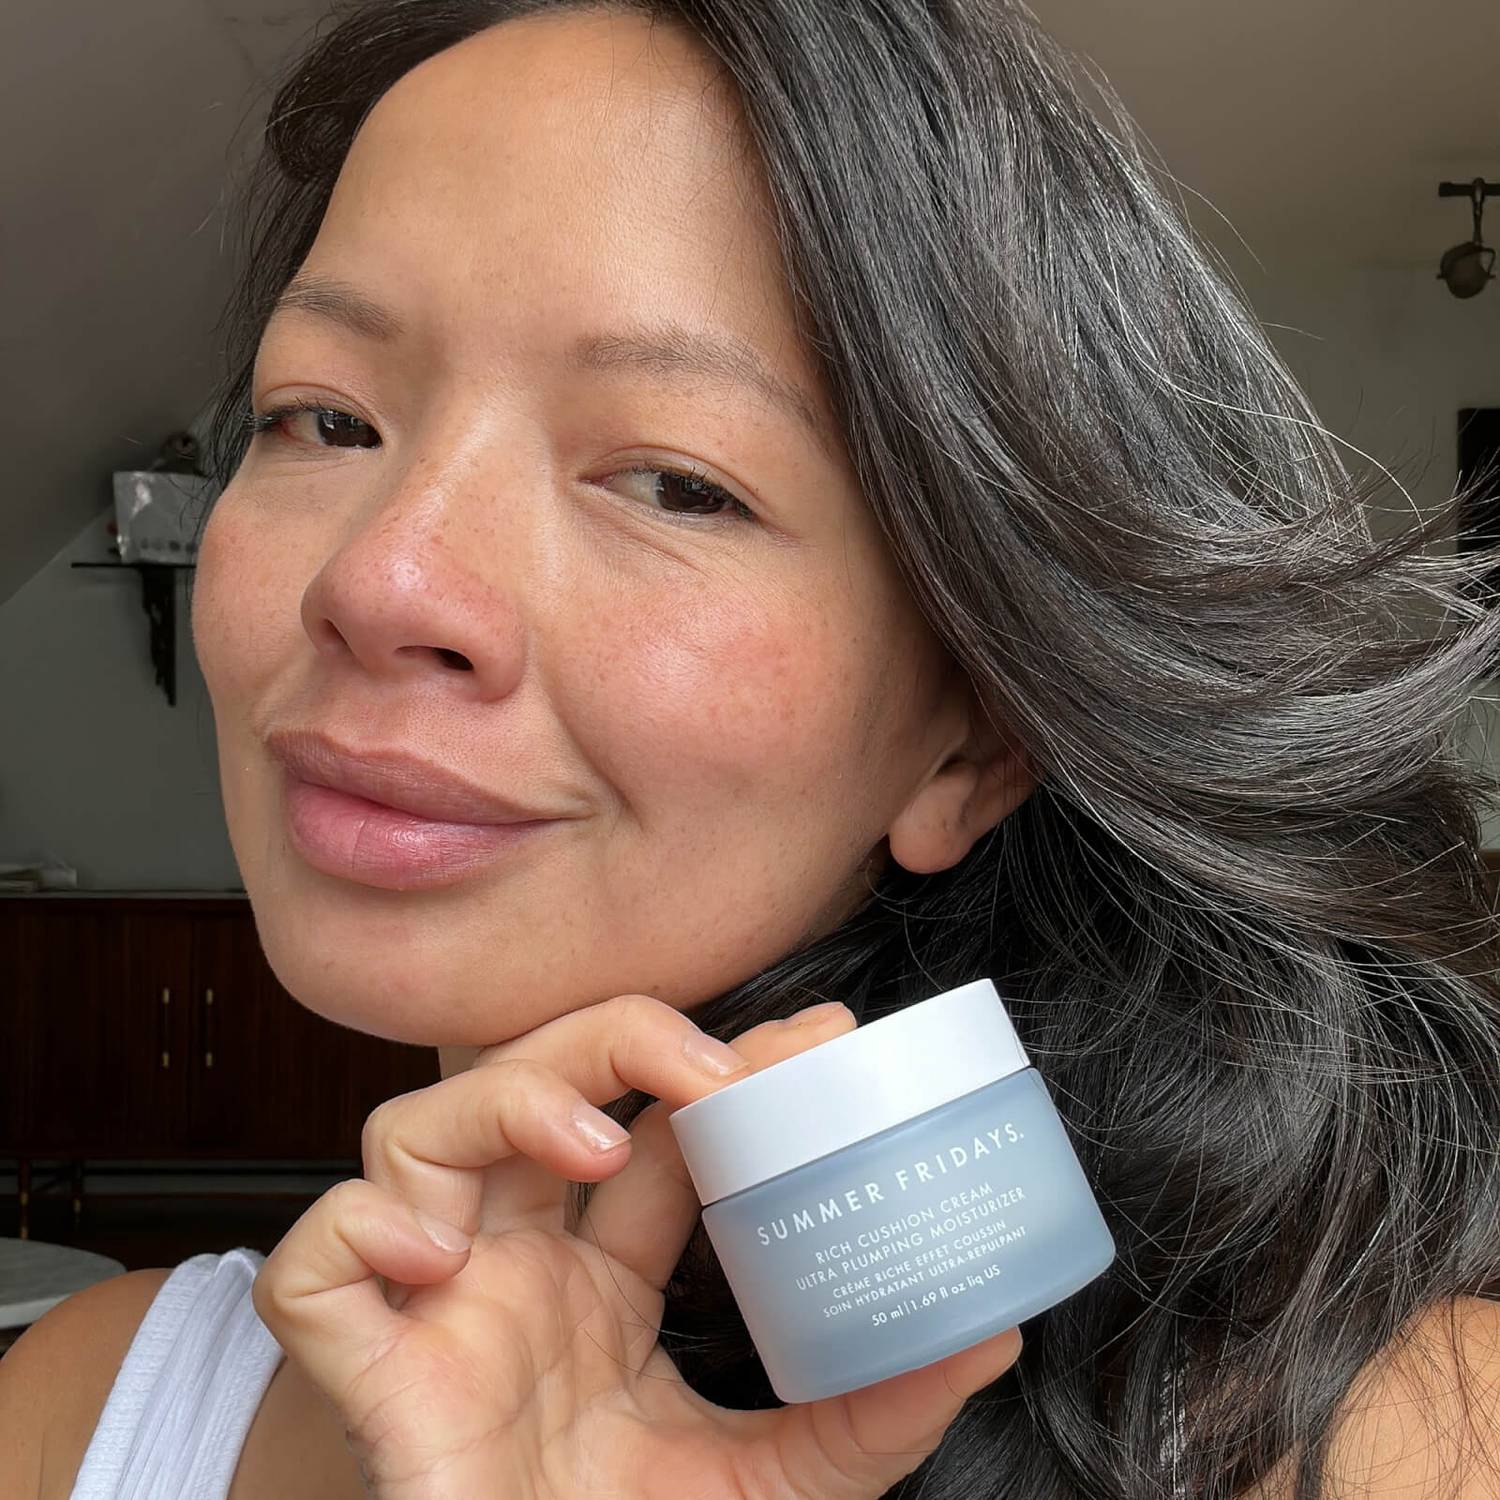 SUMMER FRIDAYS.
RICH CUSHION CREAM
ULTRA PLUMPING MOISTURIZER
CRÈME RICHE EFFET COUSSIN
SOIN HYDRATANT ULTRA-REPULPANT
50 ml | 1.69 fl oz liq US